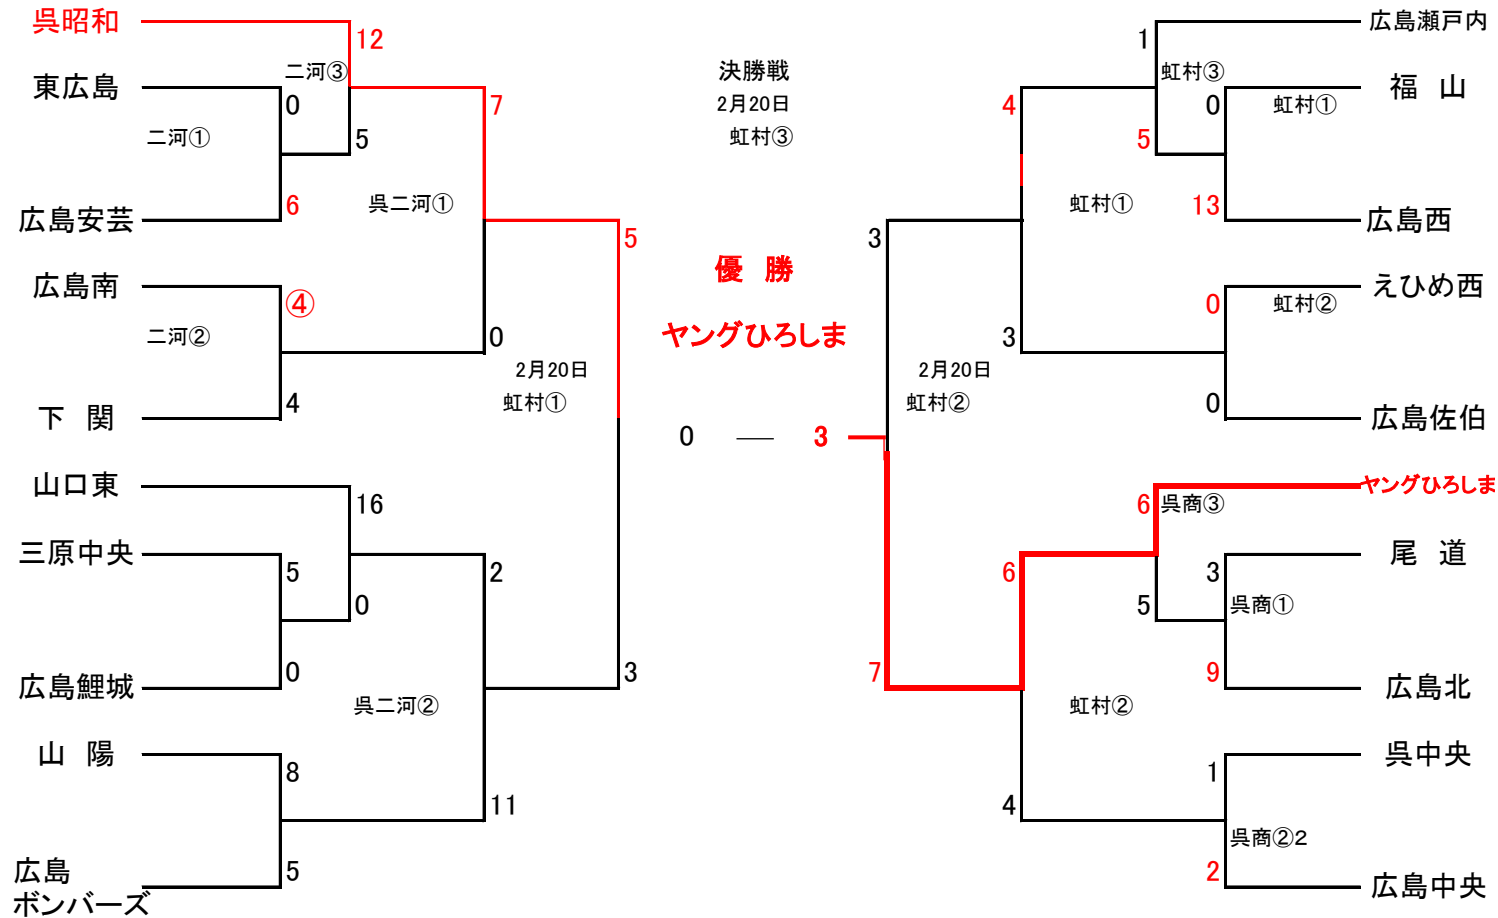 呉昭和
12
二河③
東広島
0
7
二河①
5
広島安芸
6
呉二河①
5
広島南
④
二河②
0
2月20日
虹村①
下　関
4
山口東
16
三原中央
5
2
0
広島鯉城
0
3
呉二河②
山　陽
8
11
広島
ボンバーズ
5
決勝戦
2月20日
虹村③
優　勝
ヤングひろしま
0 ― 3
広島瀬戸内
1
虹村③
福　山
4
0
虹村①
5
虹村①
13
広島西
3
えひめ西
0
虹村②
3
2月20日
虹村②
0
広島佐伯
ヤングひろしま
6
呉商③
尾　道
6
3
5
呉商①
7
9
広島北
虹村②
呉中央
1
4
呉商②2
2
広島中央